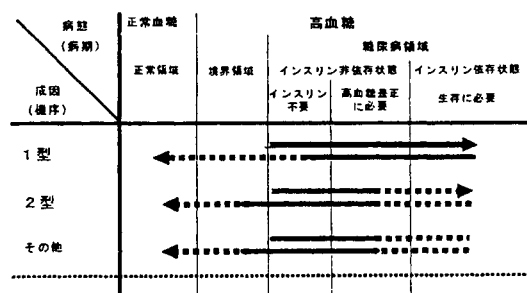 病態
(病期)
成因
(機序)
正常血糖
高血糖
糖尿病領域
正常領域
境界領域
インスリン非依存状態
インスリン依存状態
インスリン
不要
高血糖是正
に必要
生存に必要
1型
2型
その他